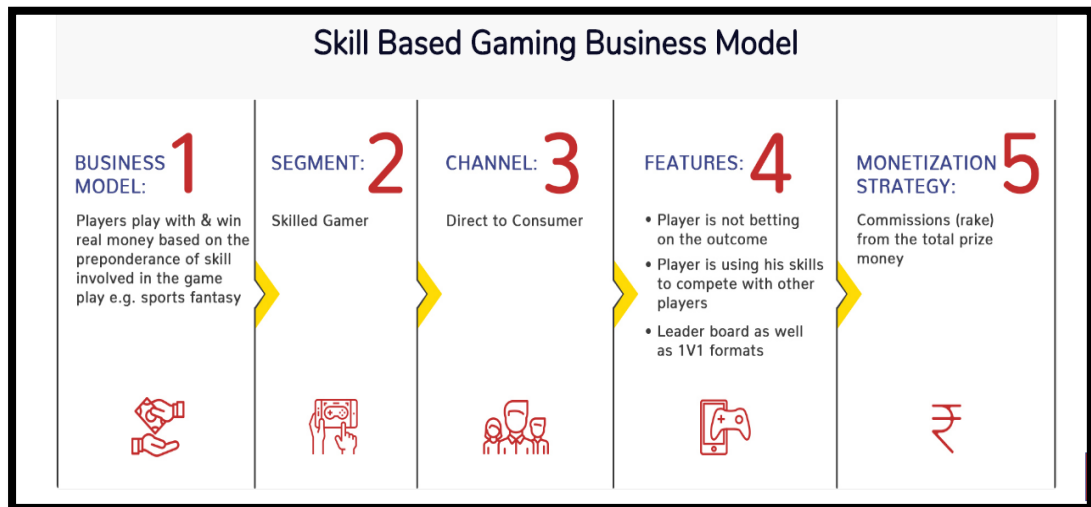 Skill Based Gaming Business Model
BUSINESS
MODEL:
1
Players play with & win
real money based on the
preponderance of skill
involved in the game
play e.g. sports fantasy
SEGMENT:
2
Skilled Gamer
CHANNEL:
3
Direct to Consumer
FEATURES:
4
• Player is not betting
on the outcome
• Player is using his skills
to compete with other
players
• Leader board as well
as 1V1 formats
MONETIZATION
STRATEGY:
5
Commissions (rake)
from the total prize
money
₹